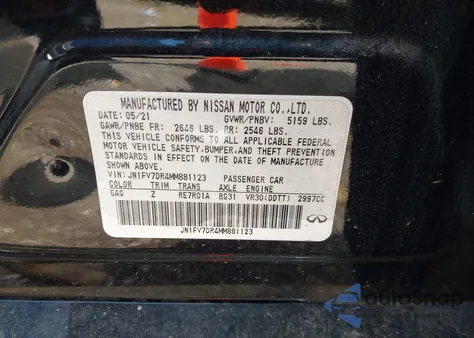 MANUFACTURED BY NISSAN MOTOR CO.,LTD.
DATE: 05/21 GVWR/PNBV: 5159 LBS.
GAWR/PNBE FR: 2646 LBS. RR: 2546 LBS.
THIS VEHICLE CONFORMS TO ALL APPLICABLE FEDERAL
MOTOR VEHICLE SAFETY,BUMPER,AND THEFT PREVENTION
STANDARDS IN EFFECT ON THE DATE OF MANUFACTURE
SHOWN ABOVE.
VIN: JN1FV7DR4MM881123 PASSENGER CAR
COLOR TRIM TRANS AXLE ENGINE
GAG Z RE7R01A RG31 VR30(DDTT) 2997CC
JN1FV7DR4MM881123
INFINITI
AutoSnap